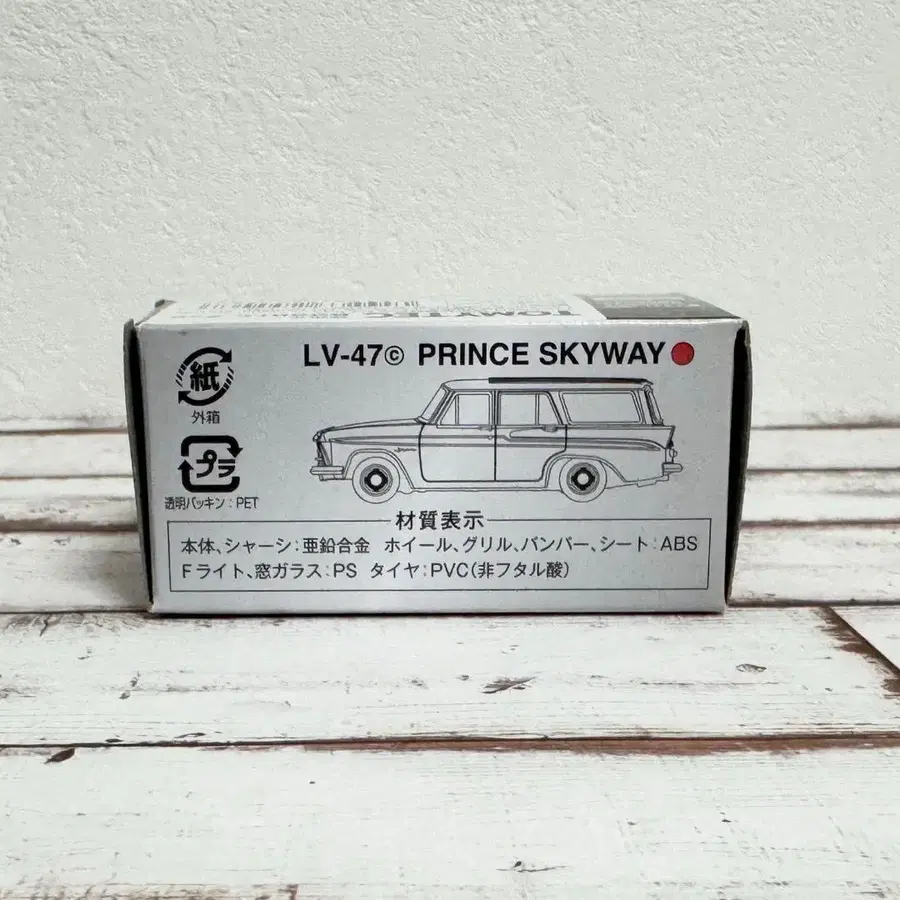 TOMYTEC
LV-47© PRINCE SKYWAY
紙
外箱
プラ
透明パッキン:PET
材質表示
本体、シャーシ:亜鉛合金 ホイール、グリル、バンパー、シート:ABS
Fライト、窓ガラス:PS タイヤ:PVC(非フタル酸)